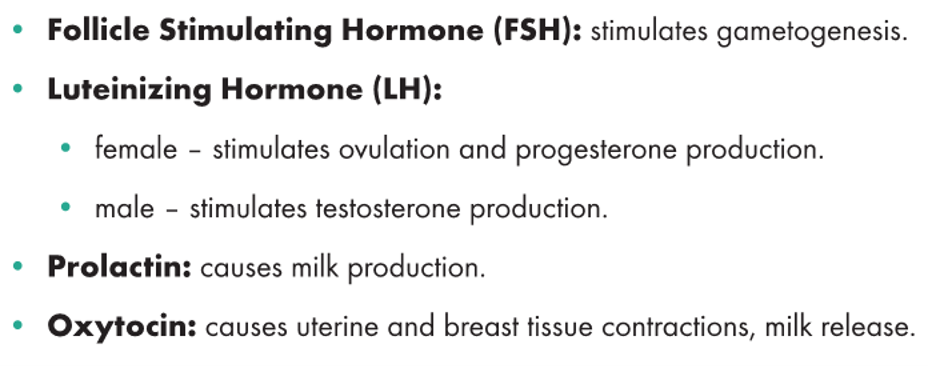 • Follicle Stimulating Hormone (FSH): stimulates gametogenesis.
• Luteinizing Hormone (LH):
• female – stimulates ovulation and progesterone production.
• male – stimulates testosterone production.
• Prolactin: causes milk production.
• Oxytocin: causes uterine and breast tissue contractions, milk release.